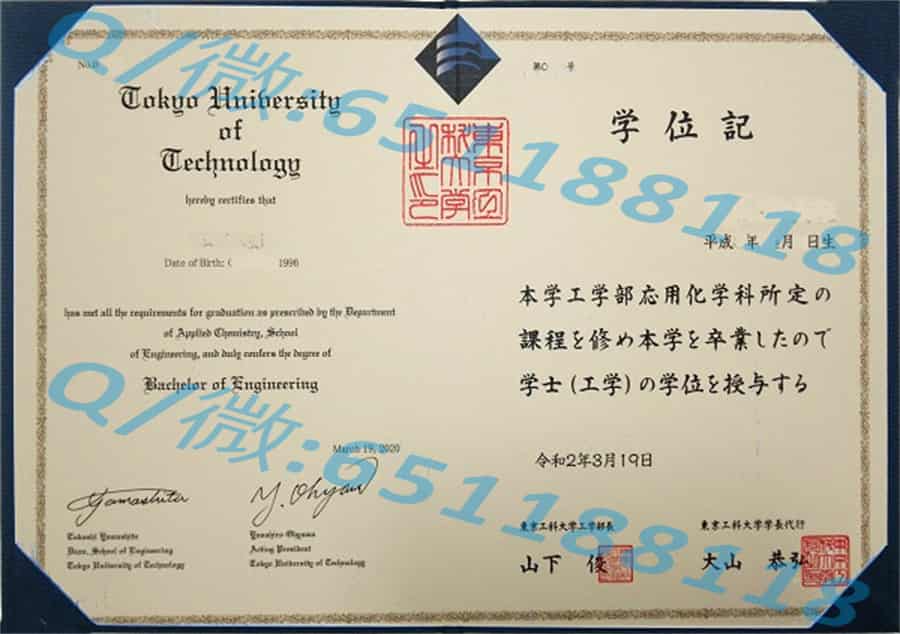 No.
Tokyo University
of
Technology
hereby certifies that
Date of Birth: ( 1996
has met all the requirements for graduation as prescribed by the Department
of Applied Chemistry, School
of Engineering, and duly confers the degree of
Bachelor of Engineering
March 19, 2020
Yamashita
Y. Ohyama
Takashi Yamashita
Dean, School of Engineering
Tokyo University of Technology
Yasuhiro Ohyama
Acting President
Tokyo University of Technology
号
学位記
平成 年 月 日生
本学工学部応用化学科所定の
課程を修め本学を卒業したので
学士(工学)の学位を授与する
令和2年3月19日
東京工科大学工学部長
山下 俊
東京工科大学学長代行
大山 恭弘
Q/微:65118811８
Q/微:651188118